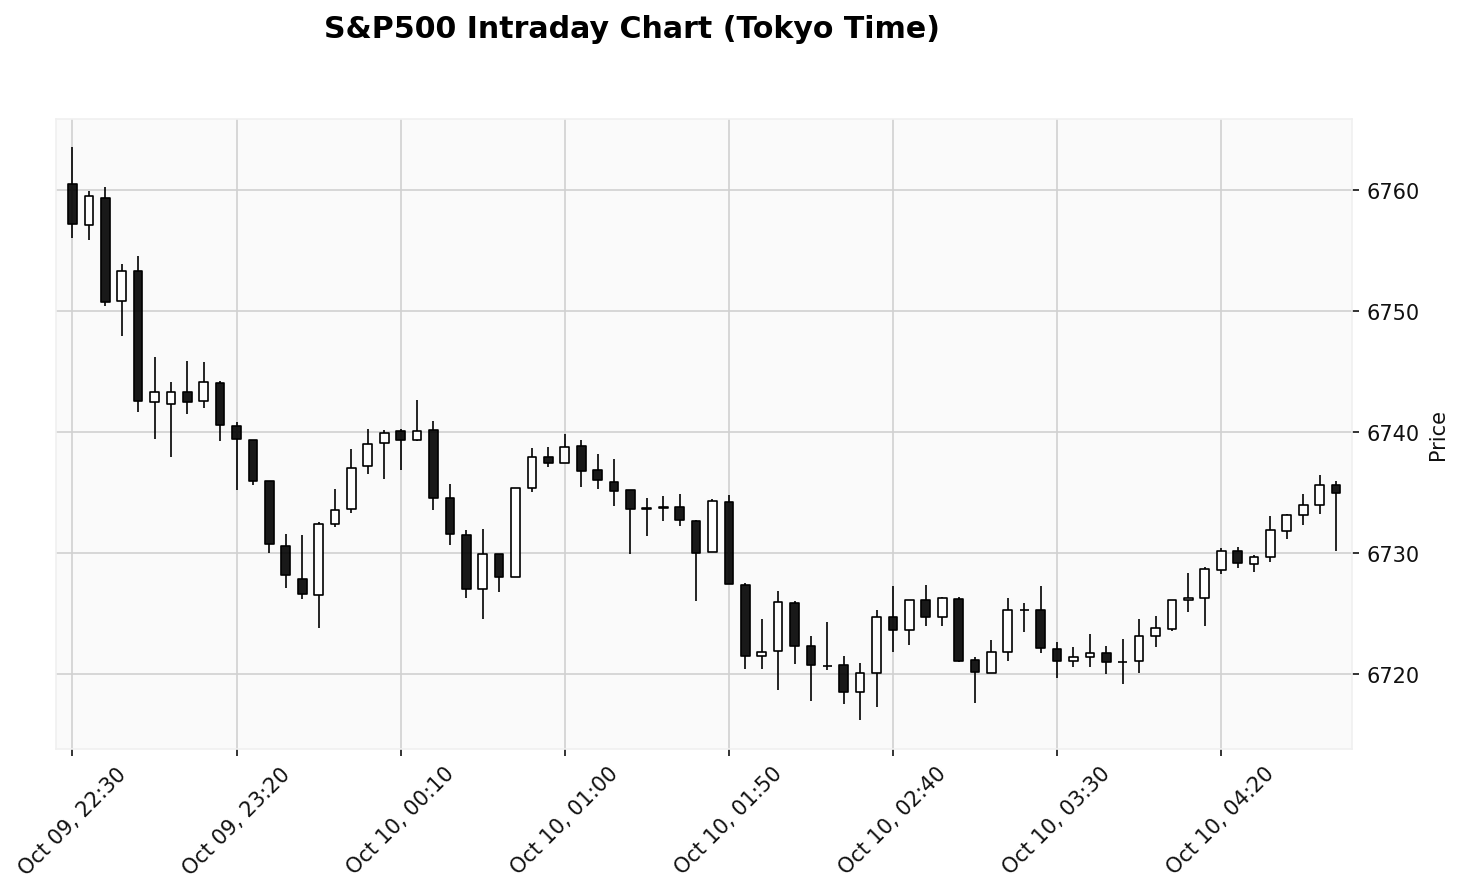 S&P500 Intraday Chart (Tokyo Time)
6760
6750
6740
6730
6720
Price
Oct 09, 22:30
Oct 09, 23:20
Oct 10, 00:10
Oct 10, 01:00
Oct 10, 01:50
Oct 10, 02:40
Oct 10, 03:30
Oct 10, 04:20